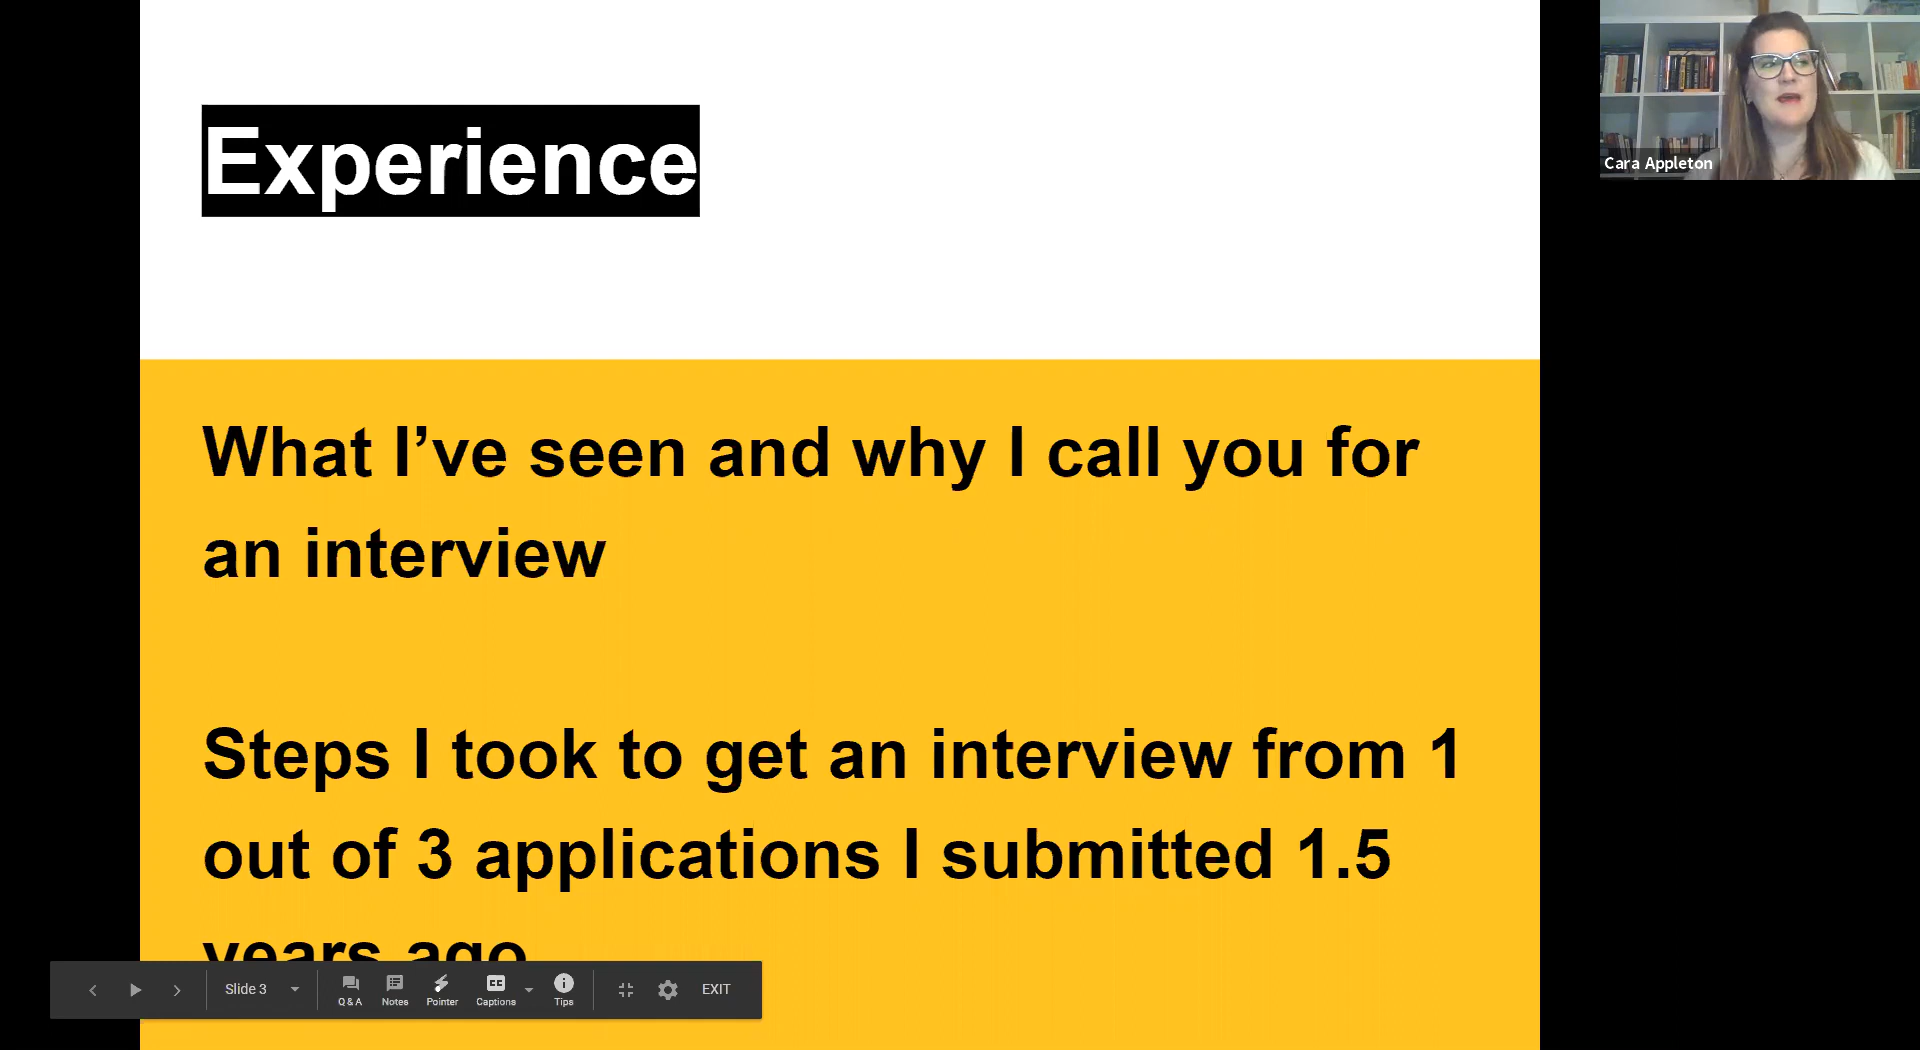 Experience
Cara Appleton
What I’ve seen and why I call you for
an interview
Steps I took to get an interview from 1
out of 3 applications I submitted 1.5
years ago
Slide 3
Q & A
Notes
Pointer
CC
Captions
Tips
EXIT